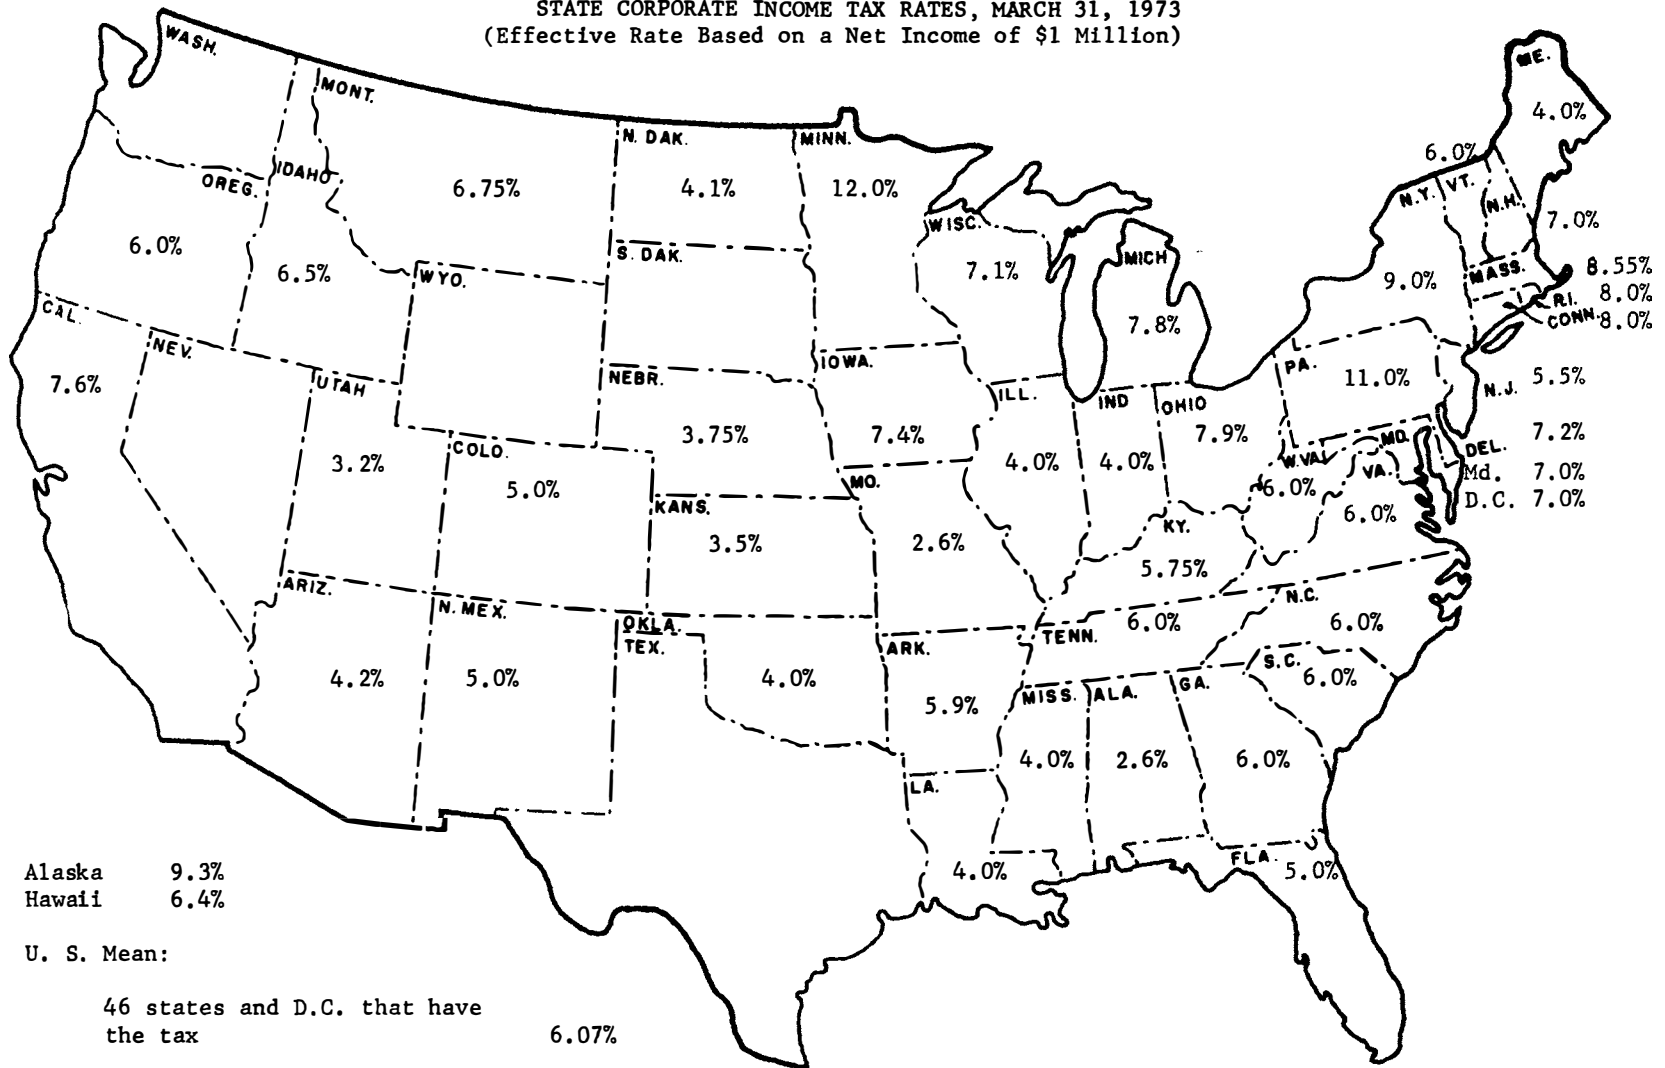 STATE CORPORATE INCOME TAX RATES, MARCH 31, 1973
(Effective Rate Based on a Net Income of $1 Million)
WASH.
MONT.
6.75%
IDAHO
6.5%
OREG.
6.0%
N. DAK.
4.1%
MINN.
12.0%
S. DAK.
WISC.
7.1%
MICH
7.8%
ME.
4.0%
6.0%
VT.
N.H.
7.0%
N.Y.
9.0%
MASS.
8.55%
R.I.
8.0%
CONN.
8.0%
WYO.
CAL.
7.6%
NEV.
UTAH
3.2%
COLO.
5.0%
NEBR.
3.75%
IOWA.
7.4%
ILL.
4.0%
IND
4.0%
OHIO
7.9%
PA.
11.0%
N.J.
5.5%
DEL.
7.2%
MD.
Md. 7.0%
D.C. 7.0%
W.VA.
6.0%
VA.
6.0%
KANS.
3.5%
MO.
2.6%
KY.
5.75%
ARIZ.
4.2%
N. MEX.
5.0%
OKLA.
4.0%
TEX.
ARK.
5.9%
TENN.
6.0%
N.C.
6.0%
S.C.
6.0%
MISS.
4.0%
ALA.
2.6%
GA.
6.0%
LA.
4.0%
FLA.
5.0%
Alaska 9.3%
Hawaii 6.4%
U. S. Mean:
46 states and D.C. that have
the tax 6.07%